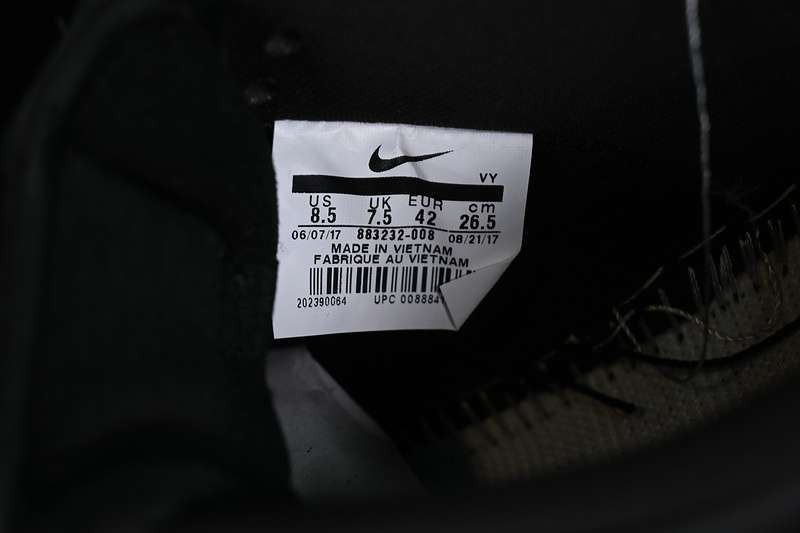 VY
US UK EUR cm
8.5 7.5 42 26.5
06/07/17 883232-008 08/21/17
MADE IN VIETNAM
FABRIQUE AU VIETNAM
202390064 UPC 00888